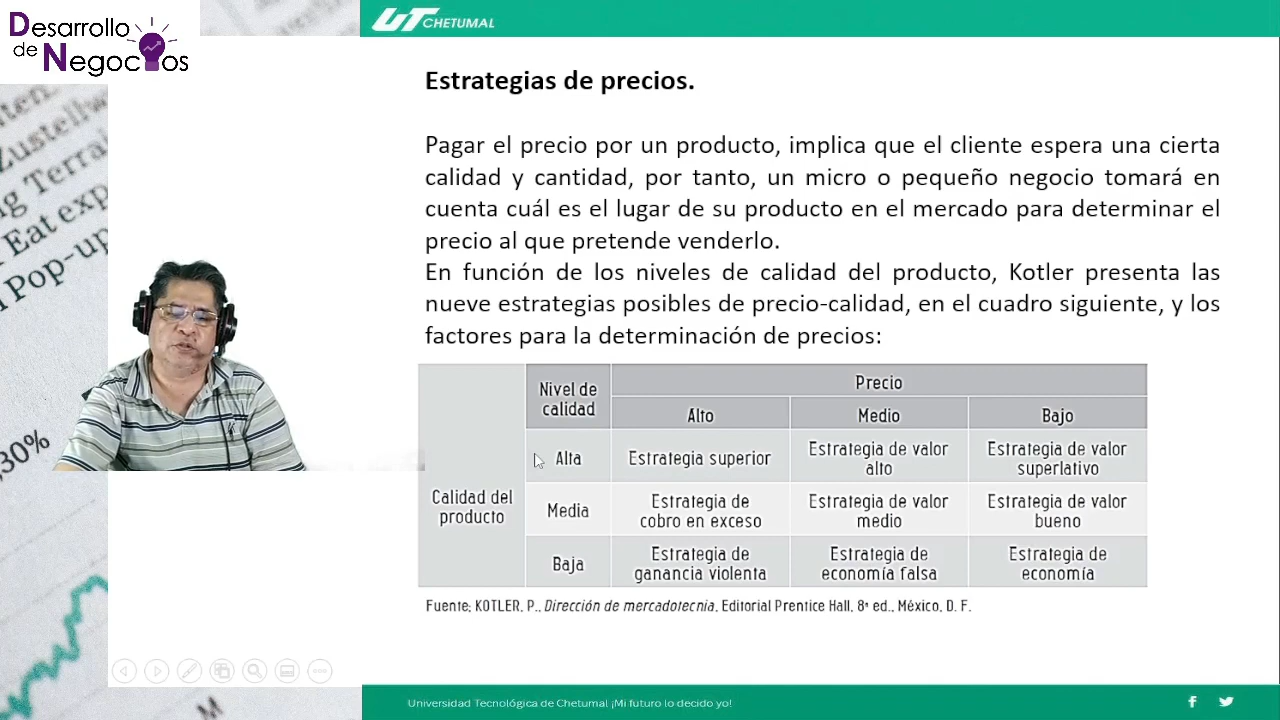 Desarrollo
de
Negocios
UT CHETUMAL
Estrategias de precios.
Pagar el precio por un producto, implica que el cliente espera una cierta
calidad y cantidad, por tanto, un micro o pequeño negocio tomará en
cuenta cuál es el lugar de su producto en el mercado para determinar el
precio al que pretende venderlo.
En función de los niveles de calidad del producto, Kotler presenta las
nueve estrategias posibles de precio-calidad, en el cuadro siguiente, y los
factores para la determinación de precios:
Nivel de
calidad
Precio
Alto
Medio
Bajo
Calidad del
producto
Alta
Estrategia superior
Estrategia de valor
alto
Estrategia de valor
superlativo
Media
Estrategia de
cobro en exceso
Estrategia de valor
medio
Estrategia de valor
bueno
Baja
Estrategia de
ganancia violenta
Estrategia de
economía falsa
Estrategia de
economía
Fuente: KOTLER, P., Dirección de mercadotecnia, Editorial Prentice Hall, 8ª ed., México, D. F.
Eat exp
Pop-up
,30%
M
Universidad Tecnológica de Chetumal ¡Mi futuro lo decido yo!